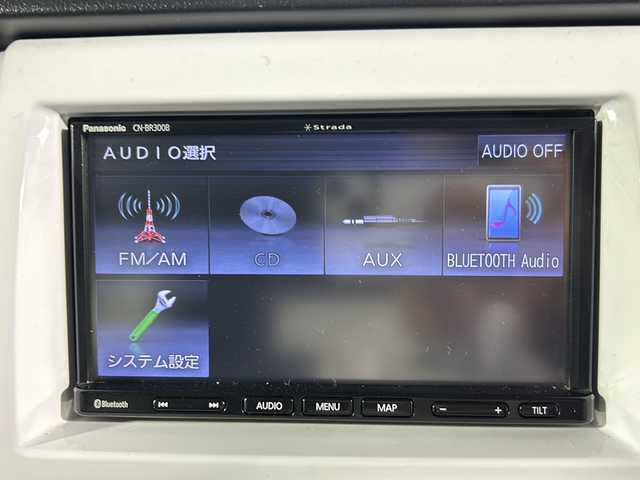 Panasonic CN-BR300B Strada
AUDIO選択 AUDIO OFF
FM/AM CD AUX BLUETOOTH Audio
システム設定
Bluetooth AUDIO MENU MAP − + TILT